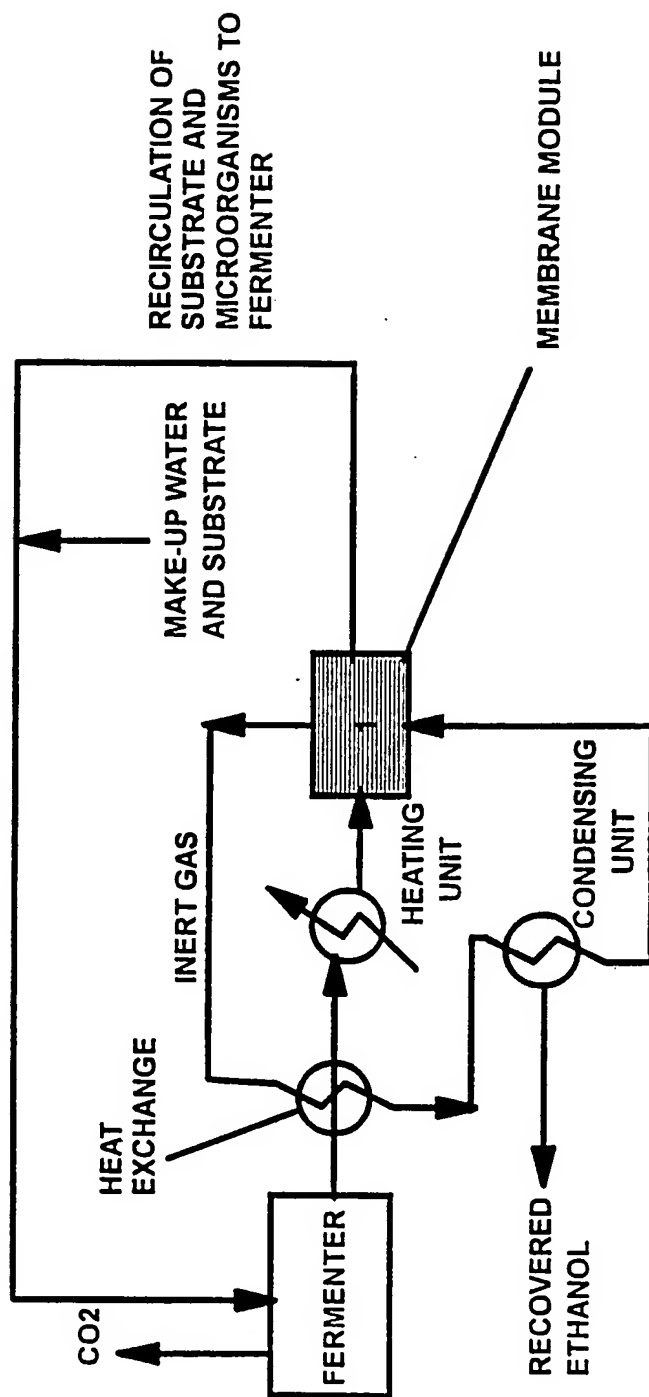 CO2
FERMENTER
HEAT
EXCHANGE
INERT GAS
HEATING
UNIT
MAKE-UP WATER
AND SUBSTRATE
RECIRCULATION OF
SUBSTRATE AND
MICROORGANISMS TO
FERMENTER
MEMBRANE MODULE
CONDENSING
UNIT
RECOVERED
ETHANOL